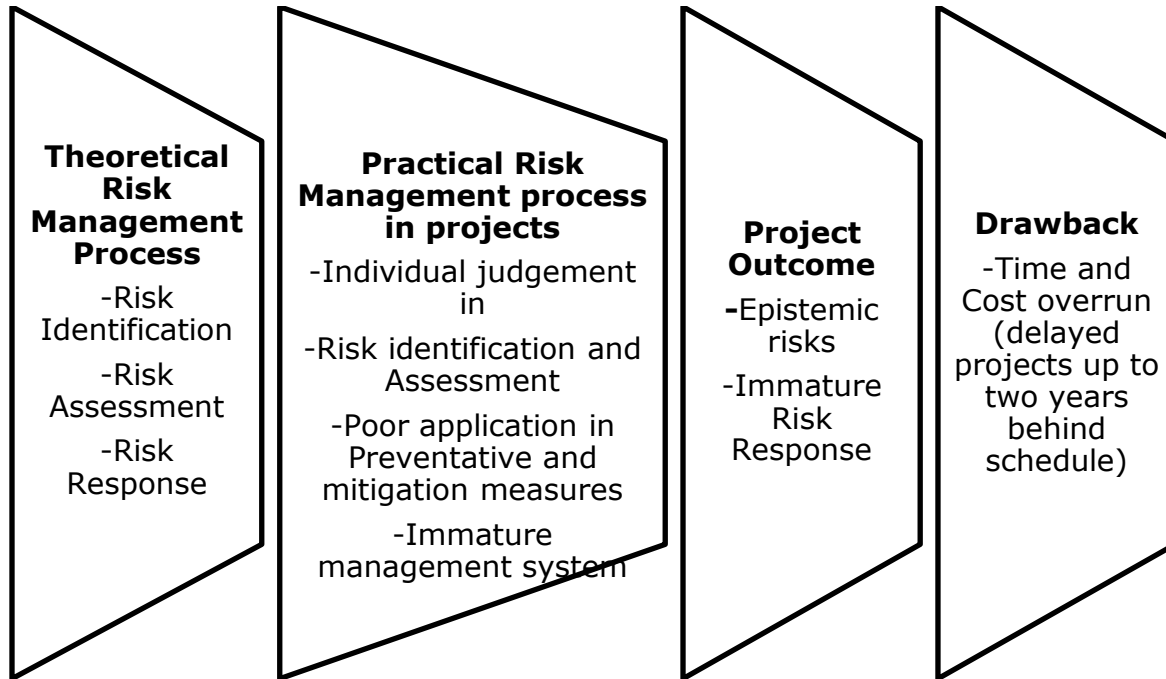 Theoretical
Risk
Management
Process
-Risk
Identification
-Risk
Assessment
-Risk
Response
Practical Risk
Management process
in projects
-Individual judgement
in
-Risk identification and
Assessment
-Poor application in
Preventative and
mitigation measures
-Immature
management system
Project
Outcome
-Epistemic
risks
-Immature
Risk
Response
Drawback
-Time and
Cost overrun
(delayed
projects up to
two years
behind
schedule)